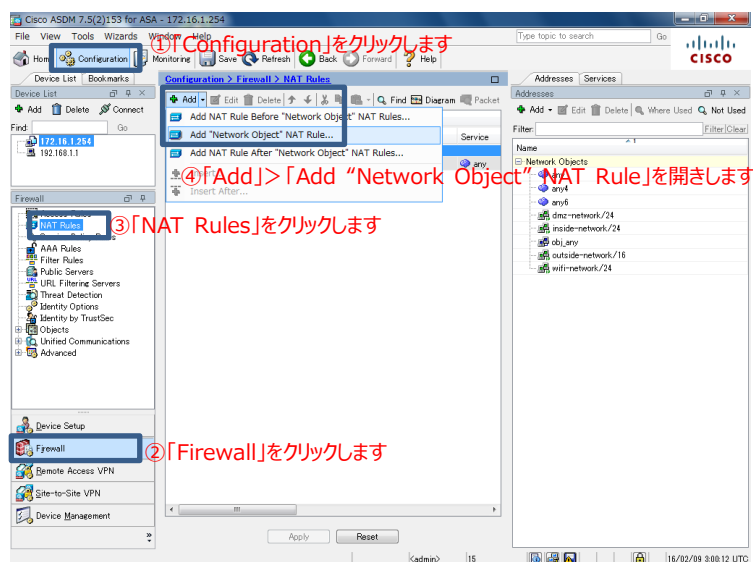 Cisco ASDM 7.5(2)153 for ASA - 172.16.1.254
File View Tools Wizards Window Help
Type topic to search Go
①「Configuration」をクリックします
Home Configuration Monitoring Save Refresh Back Forward Help
CISCO
Device List Bookmarks
Device List
Add Delete Connect
Find: Go
172.16.1.254
192.168.1.1
Configuration > Firewall > NAT Rules
Add Edit Delete Find Diagram Packet
Add NAT Rule Before "Network Object" NAT Rules...
Add "Network Object" NAT Rule...
Add NAT Rule After "Network Object" NAT Rules...
Insert...
Insert After...
Service
any
④「Add」>「Add “Network Object” NAT Rule」を開きます
Addresses Services
Addresses
Add Edit Delete Where Used Not Used
Filter: Filter Clear
Name
Network Objects
any
any4
any6
dmz-network/24
inside-network/24
obj_any
outside-network/16
wifi-network/24
Firewall
Access Rules
NAT Rules
③「NAT Rules」をクリックします
Service Policy Rules
AAA Rules
Filter Rules
Public Servers
URL Filtering Servers
Threat Detection
Identity Options
Identity by TrustSec
Objects
Unified Communications
Advanced
Device Setup
Firewall
②「Firewall」をクリックします
Remote Access VPN
Site-to-Site VPN
Device Management
Apply Reset
<admin> 15 16/02/09 3:00:12 UTC